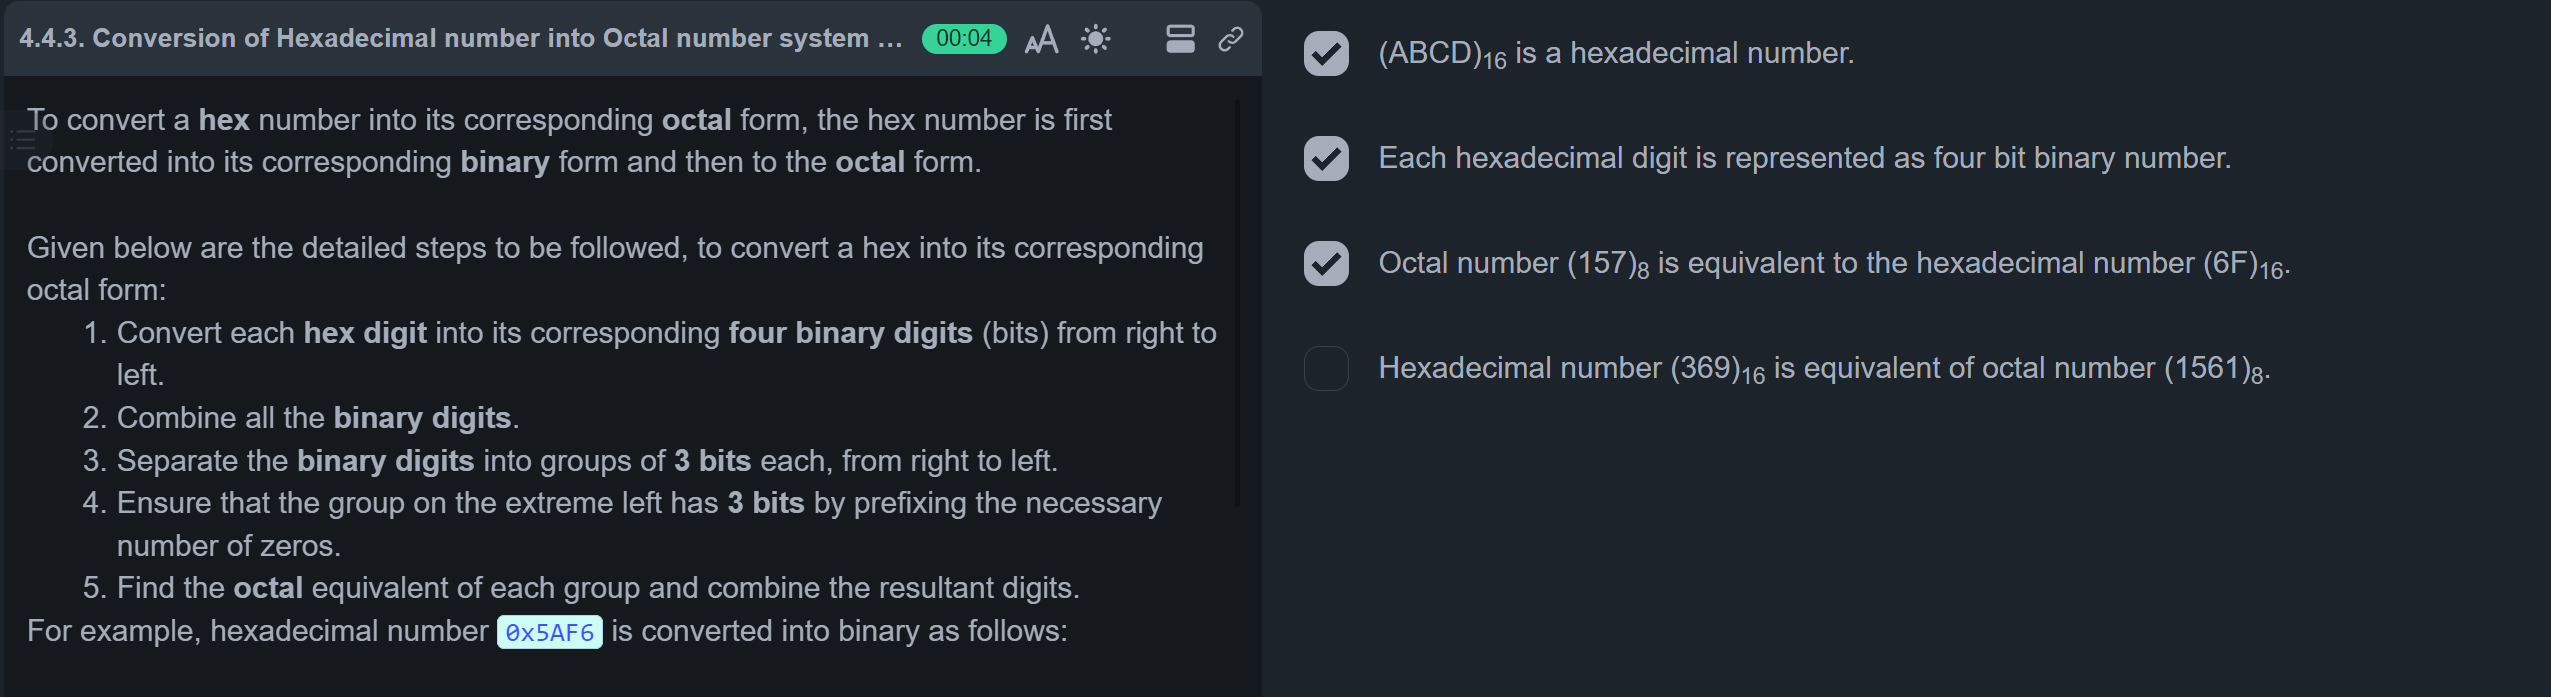 4.4.3. Conversion of Hexadecimal number into Octal number system ...
00:04
AA
To convert a hex number into its corresponding octal form, the hex number is first
converted into its corresponding binary form and then to the octal form.
Given below are the detailed steps to be followed, to convert a hex into its corresponding
octal form:
1. Convert each hex digit into its corresponding four binary digits (bits) from right to
left.
2. Combine all the binary digits.
3. Separate the binary digits into groups of 3 bits each, from right to left.
4. Ensure that the group on the extreme left has 3 bits by prefixing the necessary
number of zeros.
5. Find the octal equivalent of each group and combine the resultant digits.
For example, hexadecimal number 0x5AF6 is converted into binary as follows:
(ABCD)₁₆ is a hexadecimal number.
Each hexadecimal digit is represented as four bit binary number.
Octal number (157)₈ is equivalent to the hexadecimal number (6F)₁₆.
Hexadecimal number (369)₁₆ is equivalent of octal number (1561)₈.